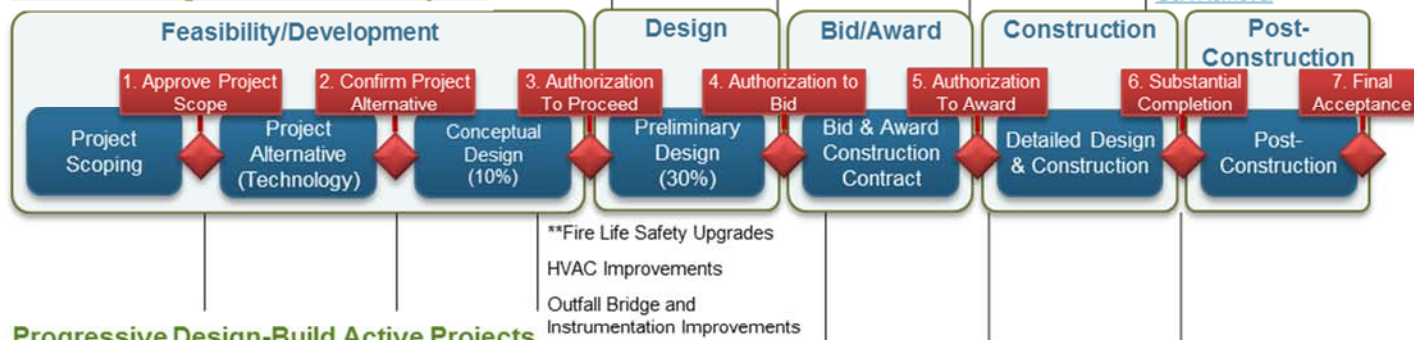 Feasibility/Development
Design
Bid/Award
Construction
Post-
Construction
1. Approve Project
Scope
2. Confirm Project
Alternative
3. Authorization
To Proceed
4. Authorization to
Bid
5. Authorization
To Award
6. Substantial
Completion
7. Final
Acceptance
Project
Scoping
Project
Alternative
(Technology)
Conceptual
Design
(10%)
Preliminary
Design
(30%)
Bid & Award
Construction
Contract
Detailed Design
& Construction
Post-
Construction
**Fire Life Safety Upgrades
HVAC Improvements
Outfall Bridge and
Instrumentation Improvements
Progressive Design-Build Active Projects